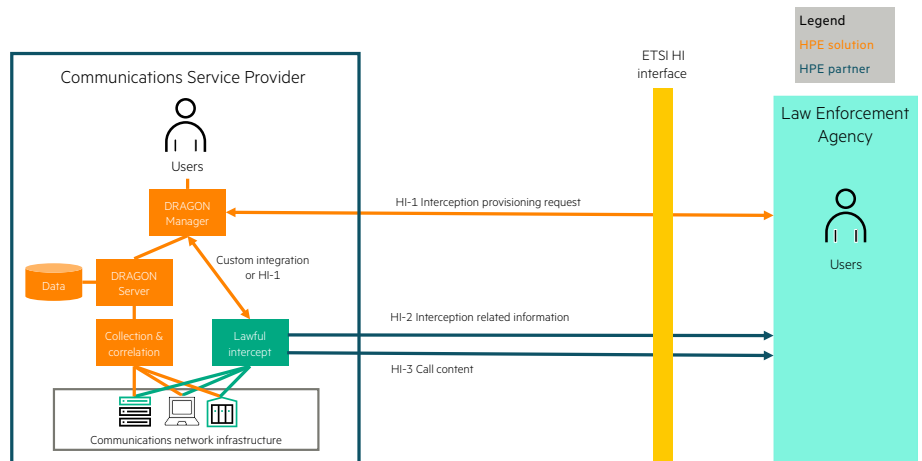 Legend
HPE solution
HPE partner
ETSI HI
interface
Communications Service Provider
Law Enforcement
Agency
Users
DRAGON
Manager
HI-1 Interception provisioning request
Users
Custom integration
or HI-1
DRAGON
Server
Data
HI-2 Interception related information
Collection &
correlation
Lawful
intercept
HI-3 Call content
Communications network infrastructure